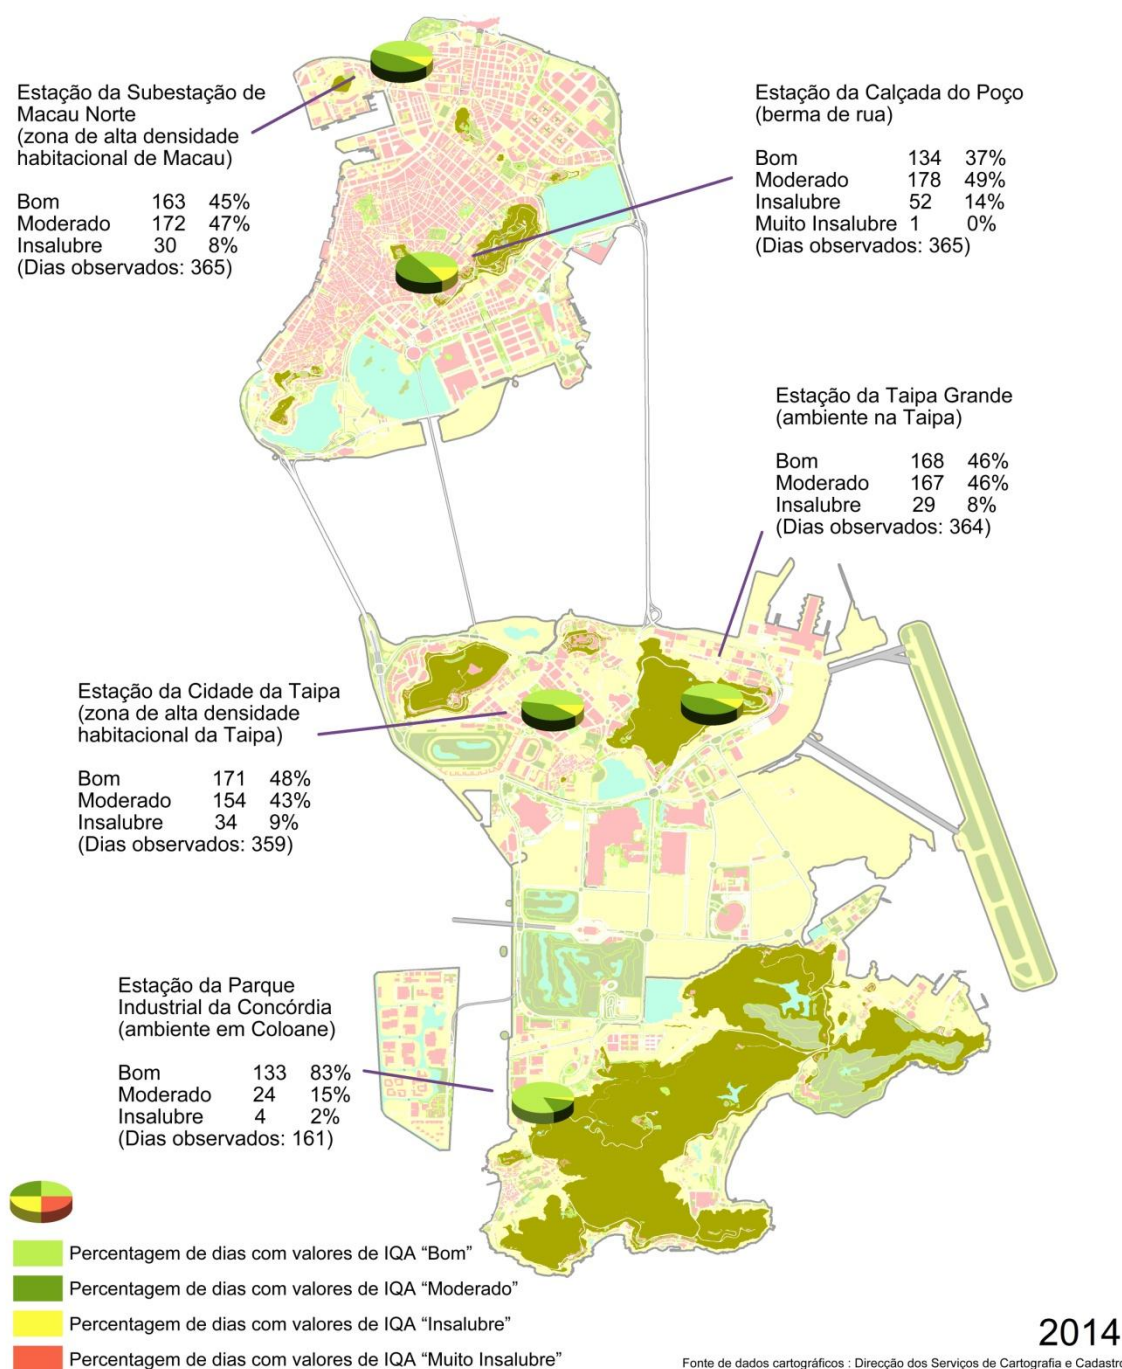 Estação da Subestação de
Macau Norte
(zona de alta densidade
habitacional de Macau)
Bom 163 45%
Moderado 172 47%
Insalubre 30 8%
(Dias observados: 365)
Estação da Calçada do Poço
(berma de rua)
Bom 134 37%
Moderado 178 49%
Insalubre 52 14%
Muito Insalubre 1 0%
(Dias observados: 365)
Estação da Taipa Grande
(ambiente na Taipa)
Bom 168 46%
Moderado 167 46%
Insalubre 29 8%
(Dias observados: 364)
Estação da Cidade da Taipa
(zona de alta densidade
habitacional da Taipa)
Bom 171 48%
Moderado 154 43%
Insalubre 34 9%
(Dias observados: 359)
Estação da Parque
Industrial da Concórdia
(ambiente em Coloane)
Bom 133 83%
Moderado 24 15%
Insalubre 4 2%
(Dias observados: 161)
Percentagem de dias com valores de IQA “Bom”
Percentagem de dias com valores de IQA “Moderado”
Percentagem de dias com valores de IQA “Insalubre”
Percentagem de dias com valores de IQA “Muito Insalubre”
2014
Fonte de dados cartográficos : Direcção dos Serviços de Cartografia e Cadastro